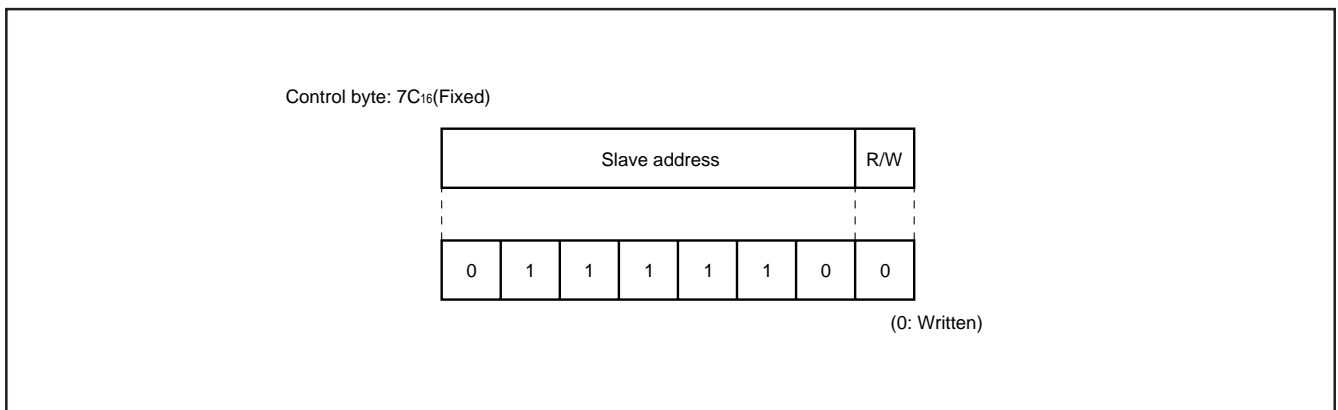 Control byte: 7C16(Fixed)
Slave address R/W
0 1 1 1 1 1 0 0
(0: Written)